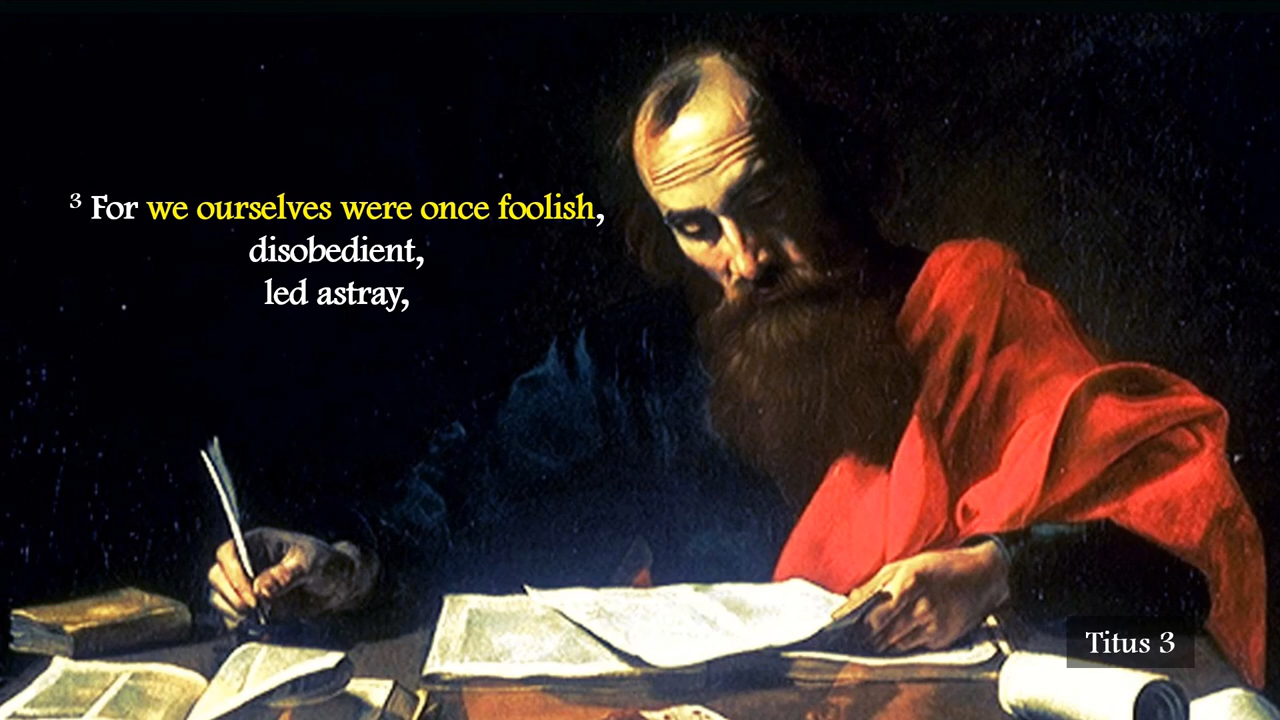 ³ For we ourselves were once foolish,
disobedient,
led astray,
Titus 3